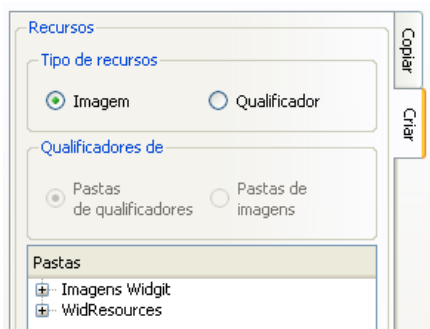 Recursos
Tipo de recursos
Imagem Qualificador
Qualificadores de
Pastas de qualificadores
Pastas de imagens
Pastas
Imagens Widgit
WidResources
Copiar
Criar